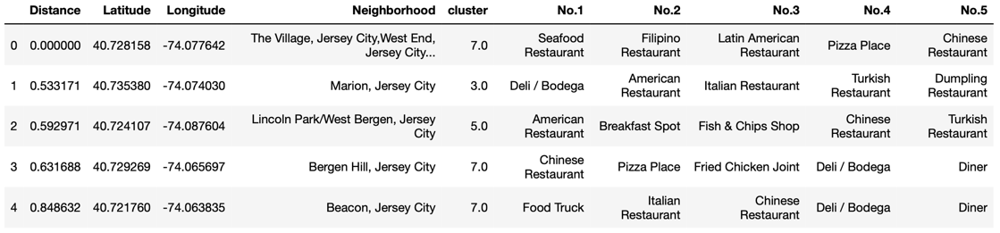 Distance Latitude Longitude Neighborhood cluster No.1 No.2 No.3 No.4 No.5
0 0.000000 40.728158 -74.077642 The Village, Jersey City,West End, Jersey City... 7.0 Seafood Restaurant Filipino Restaurant Latin American Restaurant Pizza Place Chinese Restaurant
1 0.533171 40.735380 -74.074030 Marion, Jersey City 3.0 Deli / Bodega American Restaurant Italian Restaurant Turkish Restaurant Dumpling Restaurant
2 0.592971 40.724107 -74.087604 Lincoln Park/West Bergen, Jersey City 5.0 American Restaurant Breakfast Spot Fish & Chips Shop Chinese Restaurant Turkish Restaurant
3 0.631688 40.729269 -74.065697 Bergen Hill, Jersey City 7.0 Chinese Restaurant Pizza Place Fried Chicken Joint Deli / Bodega Diner
4 0.848632 40.721760 -74.063835 Beacon, Jersey City 7.0 Food Truck Italian Restaurant Chinese Restaurant Deli / Bodega Diner